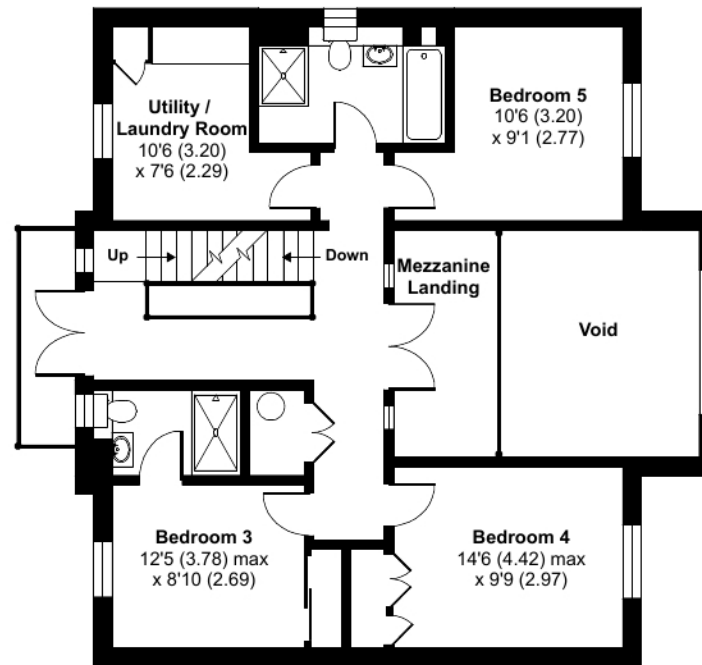 Utility /
Laundry Room
10'6 (3.20)
x 7'6 (2.29)
Bedroom 5
10'6 (3.20)
x 9'1 (2.77)
Up
Down
Mezzanine
Landing
Void
Bedroom 3
12'5 (3.78) max
x 8'10 (2.69)
Bedroom 4
14'6 (4.42) max
x 9'9 (2.97)